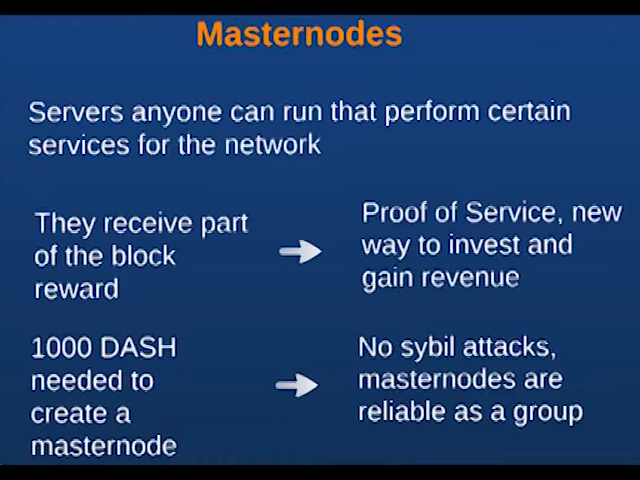 Masternodes
Servers anyone can run that perform certain
services for the network
They receive part
of the block
reward
Proof of Service, new
way to invest and
gain revenue
1000 DASH
needed to
create a
masternode
No sybil attacks,
masternodes are
reliable as a group